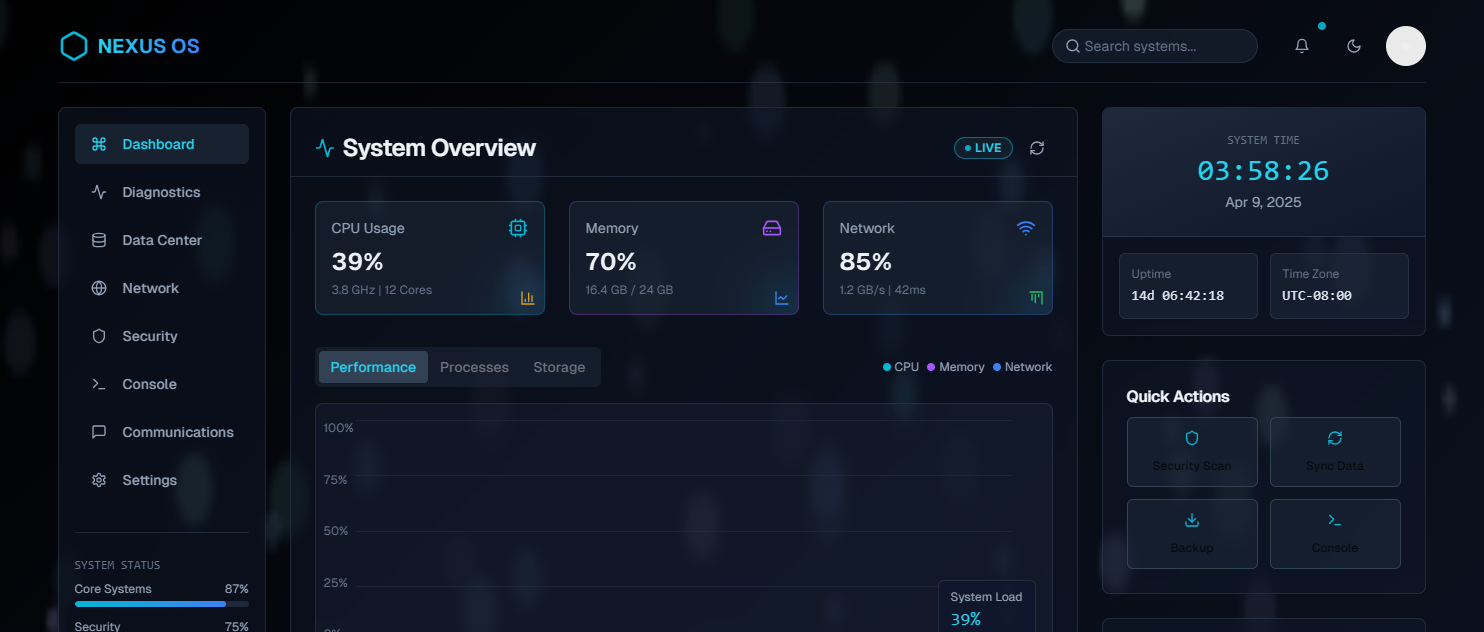 NEXUS OS
Search systems...
Dashboard
Diagnostics
Data Center
Network
Security
Console
Communications
Settings
SYSTEM STATUS
Core Systems 87%
Security 75%
System Overview
LIVE
CPU Usage
39%
3.8 GHz | 12 Cores
Memory
70%
16.4 GB / 24 GB
Network
85%
1.2 GB/s | 42ms
Performance Processes Storage
CPU Memory Network
100%
75%
50%
25%
0%
System Load
39%
SYSTEM TIME
03:58:26
Apr 9, 2025
Uptime
14d 06:42:18
Time Zone
UTC-08:00
Quick Actions
Security Scan
Sync Data
Backup
Console